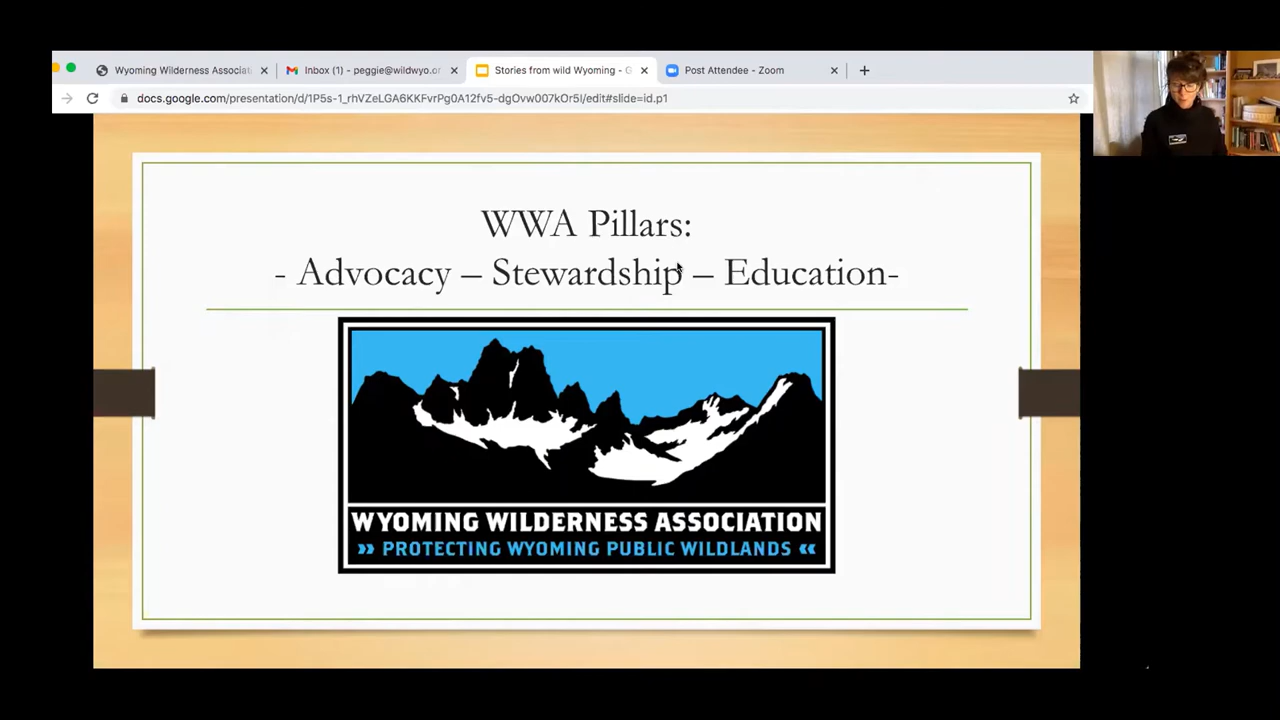 Wyoming Wilderness Associat
Inbox (1) - peggie@wildwyo.or
Stories from wild Wyoming - G
Post Attendee - Zoom
docs.google.com/presentation/d/1P5s-1_rhVZeLGA6KKFvrPg0A12fv5-dgOvw007kOr5I/edit#slide=id.p1
WWA Pillars:
- Advocacy – Stewardship – Education-
WYOMING WILDERNESS ASSOCIATION
›› PROTECTING WYOMING PUBLIC WILDLANDS ‹‹